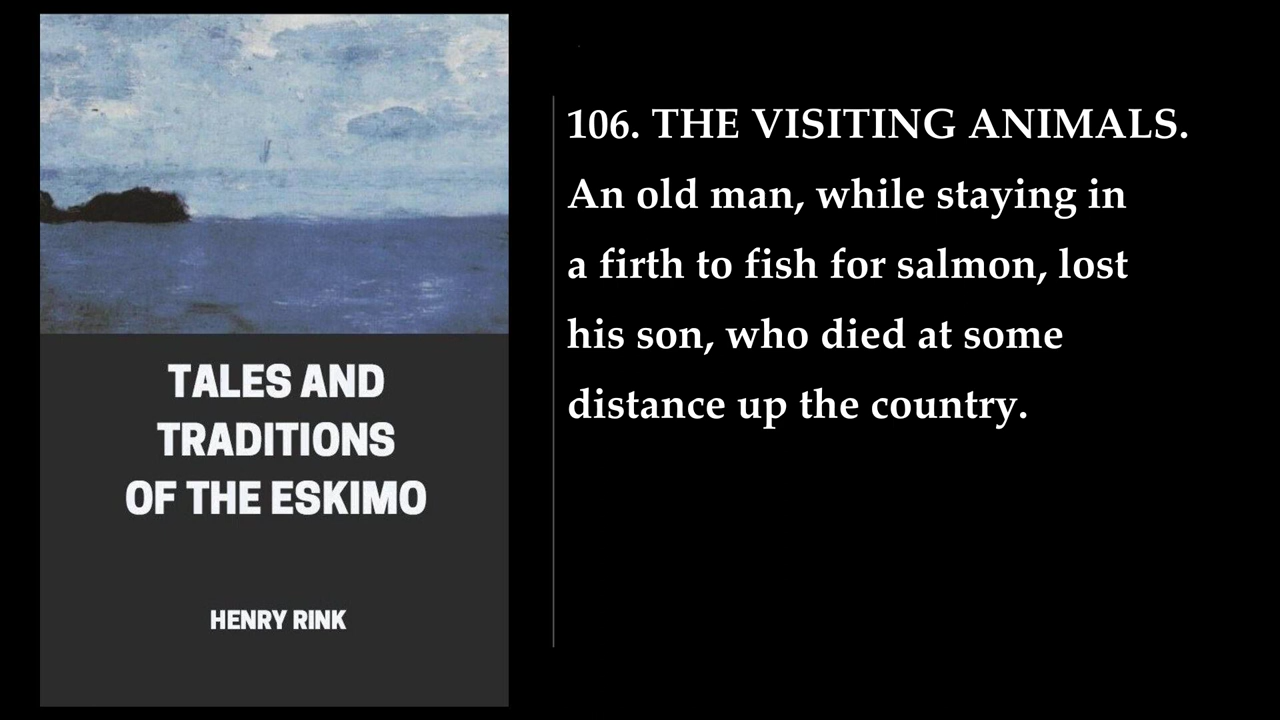 TALES AND
TRADITIONS
OF THE ESKIMO
HENRY RINK
106. THE VISITING ANIMALS.
An old man, while staying in
a firth to fish for salmon, lost
his son, who died at some
distance up the country.